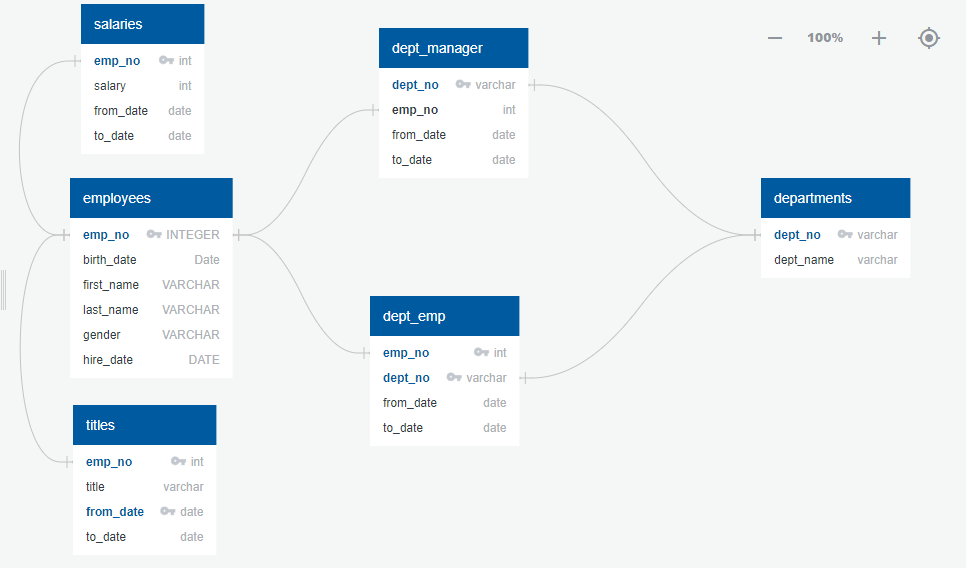 salaries
emp_no int
salary int
from_date date
to_date date
employees
emp_no INTEGER
birth_date Date
first_name VARCHAR
last_name VARCHAR
gender VARCHAR
hire_date DATE
titles
emp_no int
title varchar
from_date date
to_date date
dept_manager
dept_no varchar
emp_no int
from_date date
to_date date
dept_emp
emp_no int
dept_no varchar
from_date date
to_date date
100%
departments
dept_no varchar
dept_name varchar